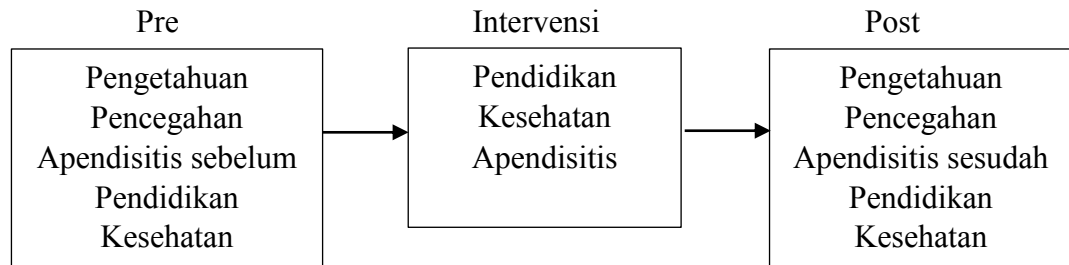 Pre
Intervensi
Post
Pengetahuan
Pencegahan
Apendisitis sebelum
Pendidikan
Kesehatan
Pendidikan
Kesehatan
Apendisitis
Pengetahuan
Pencegahan
Apendisitis sesudah
Pendidikan
Kesehatan